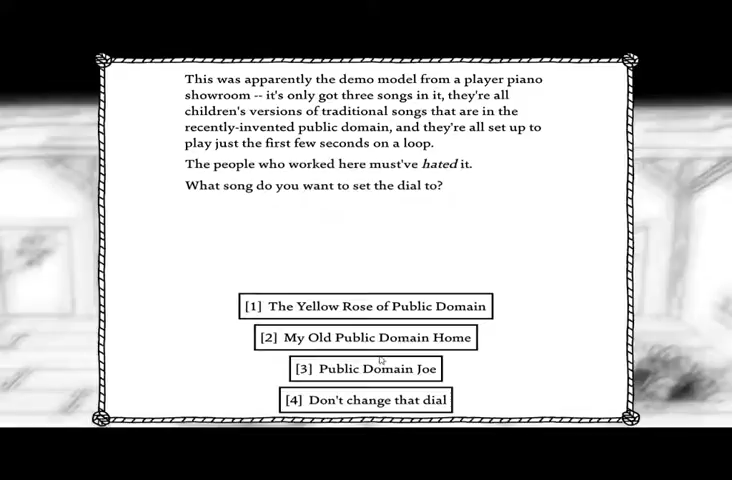 This was apparently the demo model from a player piano
showroom -- it's only got three songs in it, they're all
children's versions of traditional songs that are in the
recently-invented public domain, and they're all set up to
play just the first few seconds on a loop.
The people who worked here must've hated it.
What song do you want to set the dial to?
[1] The Yellow Rose of Public Domain
[2] My Old Public Domain Home
[3] Public Domain Joe
[4] Don't change that dial